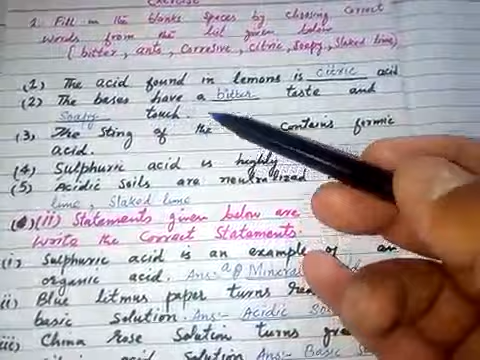 Exercise
1. Fill in the blanks spaces by choosing Correct
words from the list given below
(bitter, ants, Corrosive, citric, Soapy, Slaked lime)
(1) The acid found in lemons is citric acid
(2) The bases have a bitter taste and
Soapy touch.
(3) The Sting of the Contains formic
acid.
(4) Sulphuric acid is highly
(5) Acidic Soils are neutralized
lime, Slaked lime
(ii) Statements given below are
Write the Correct Statements.
(i) Sulphuric acid is an example of an
organic acid. Ans:- Mineral
ii) Blue litmus paper turns
basic Solution. Ans:- Acidic
iii) China rose Solution turns
acid Solution Ans:- Basic